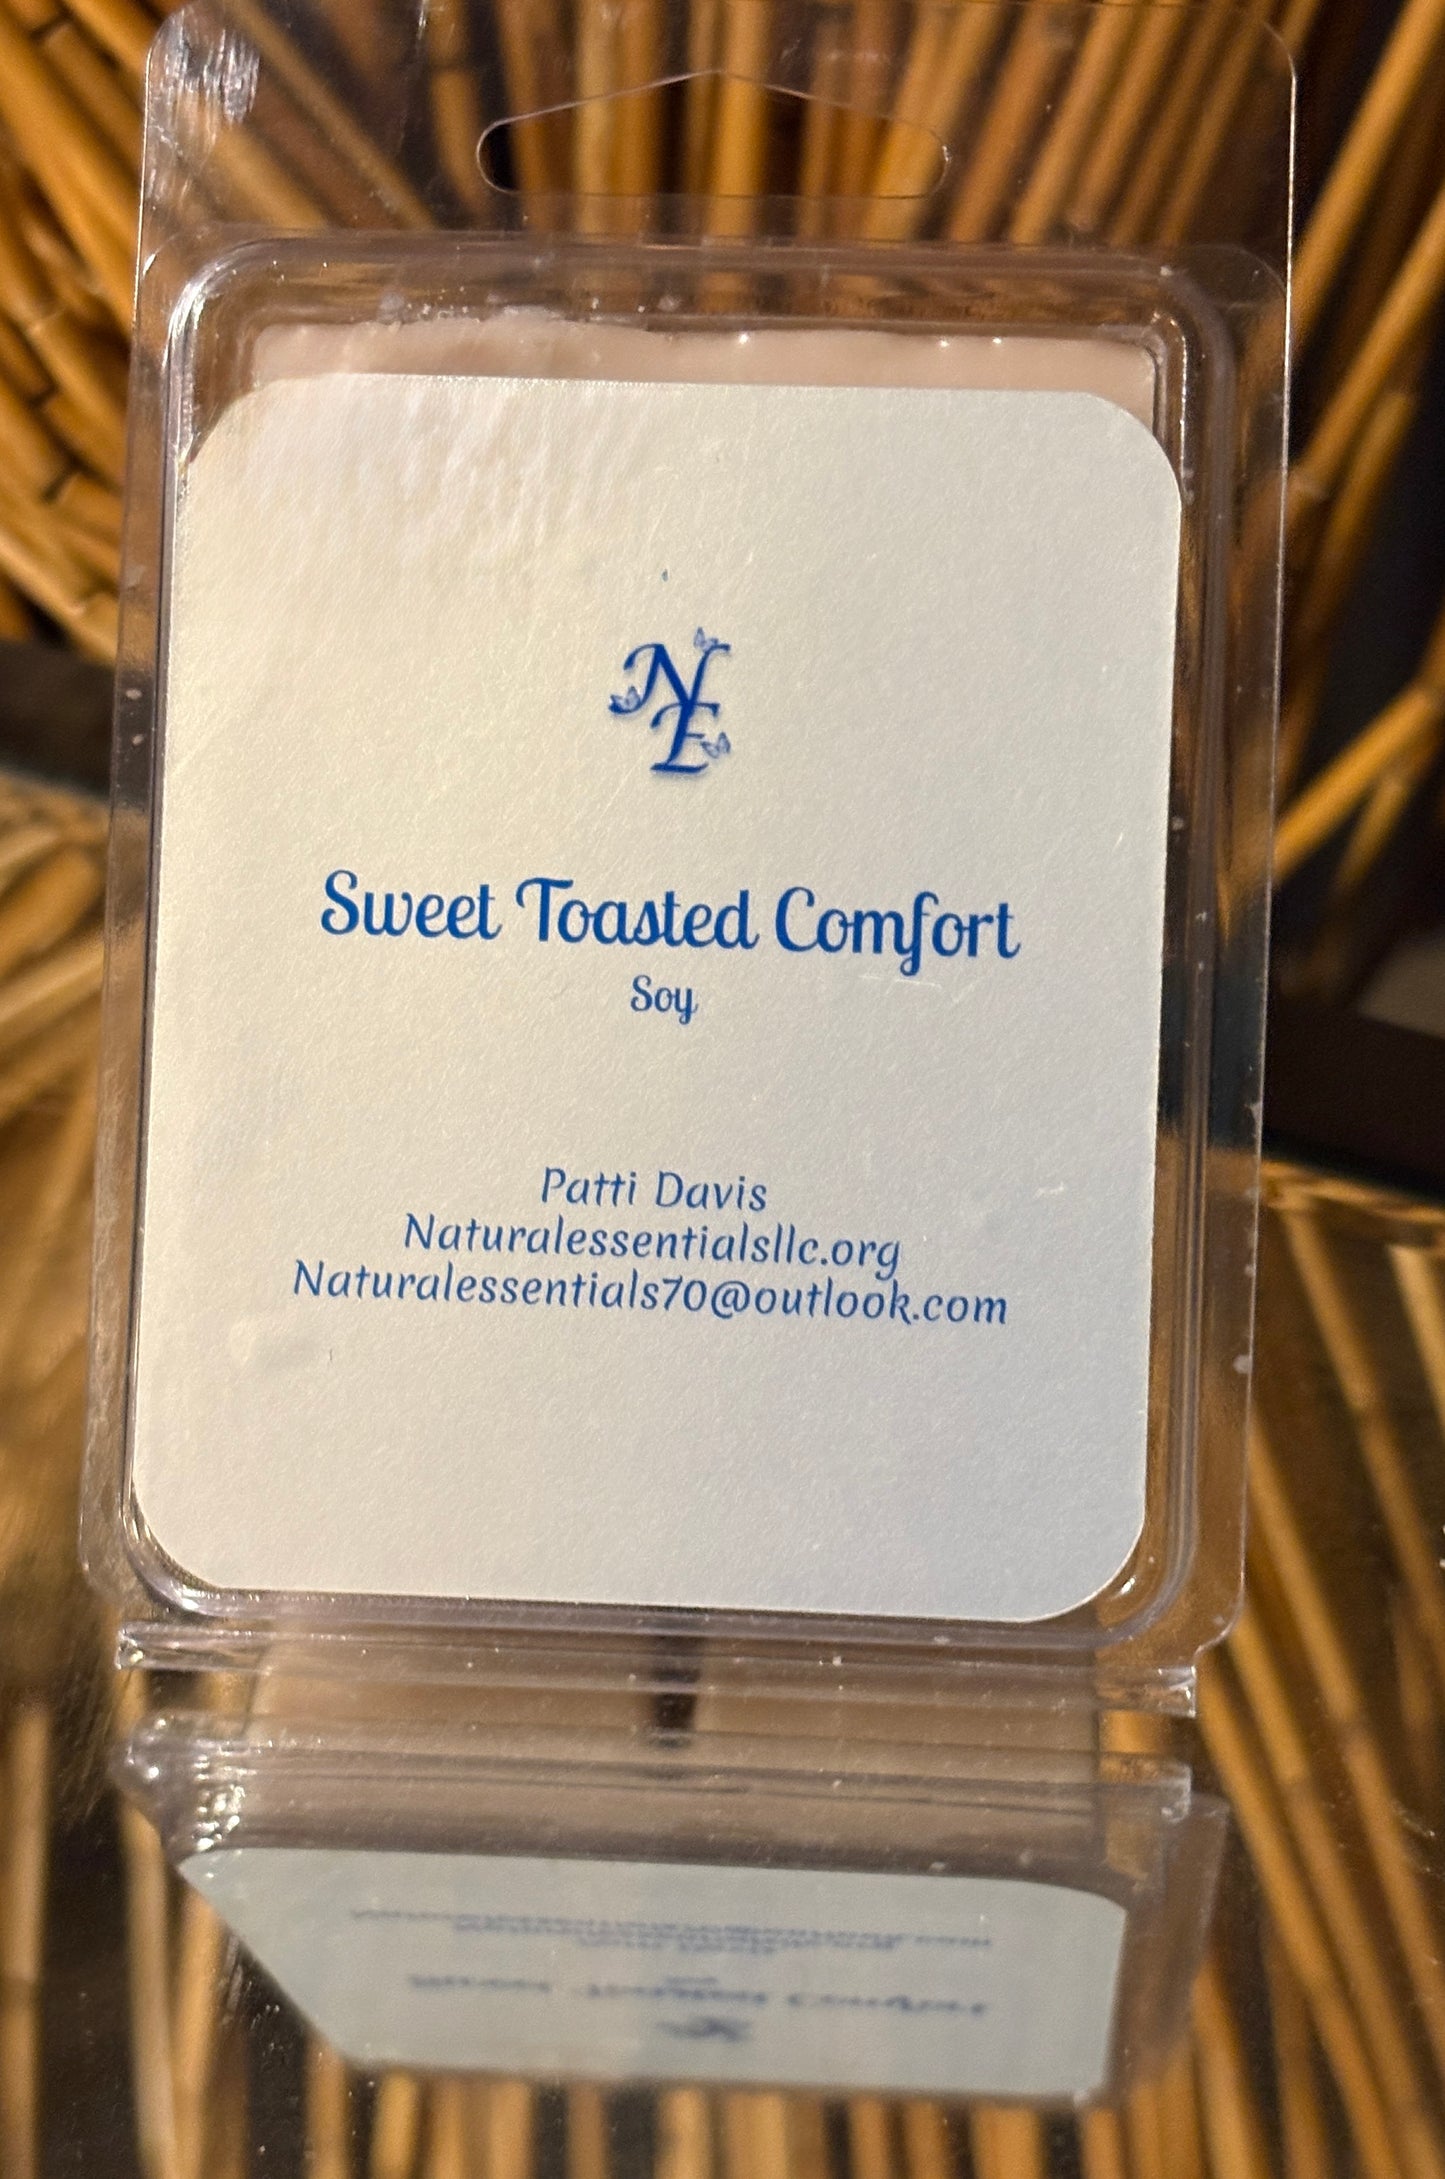 NE
Sweet Toasted Comfort
Soy
Patti Davis
Naturalessentialsllc.org
Naturalessentials70@outlook.com